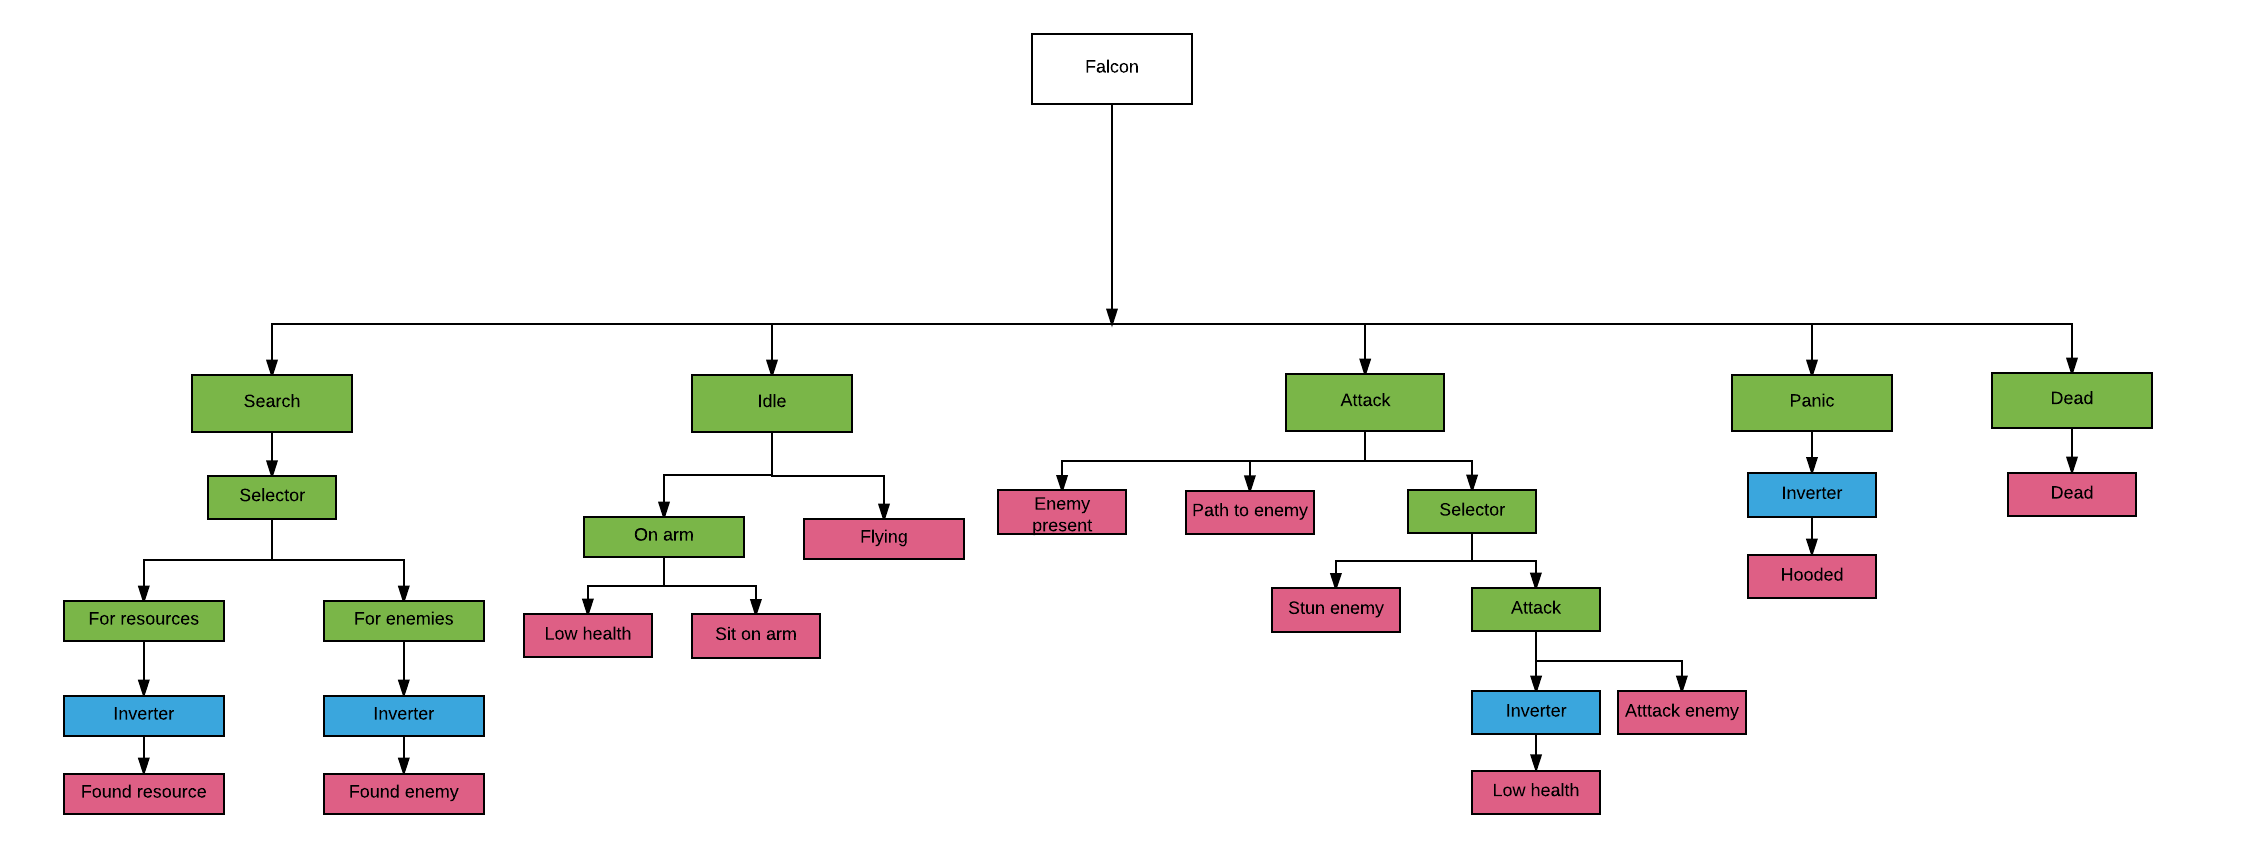 Falcon
Search
Idle
Attack
Panic
Dead
Selector
Enemy
present
Path to enemy
Selector
Inverter
Dead
On arm
Flying
Hooded
For resources
For enemies
Low health
Sit on arm
Stun enemy
Attack
Inverter
Inverter
Inverter
Atttack enemy
Found resource
Found enemy
Low health